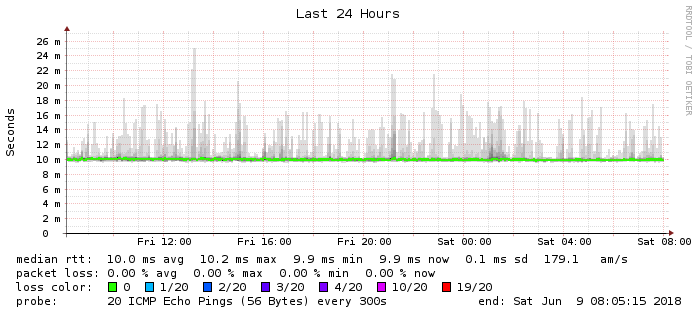 Last 24 Hours
RRDTOOL / TOBI OETIKER
Seconds
26 m
24 m
22 m
20 m
18 m
16 m
14 m
12 m
10 m
8 m
6 m
4 m
2 m
0
Fri 12:00 Fri 16:00 Fri 20:00 Sat 00:00 Sat 04:00 Sat 08:00
median rtt: 10.0 ms avg 10.2 ms max 9.9 ms min 9.9 ms now 0.1 ms sd 179.1 am/s
packet loss: 0.00 % avg 0.00 % max 0.00 % min 0.00 % now
loss color: 0 1/20 2/20 3/20 4/20 10/20 19/20
probe: 20 ICMP Echo Pings (56 Bytes) every 300s end: Sat Jun 9 08:05:15 2018